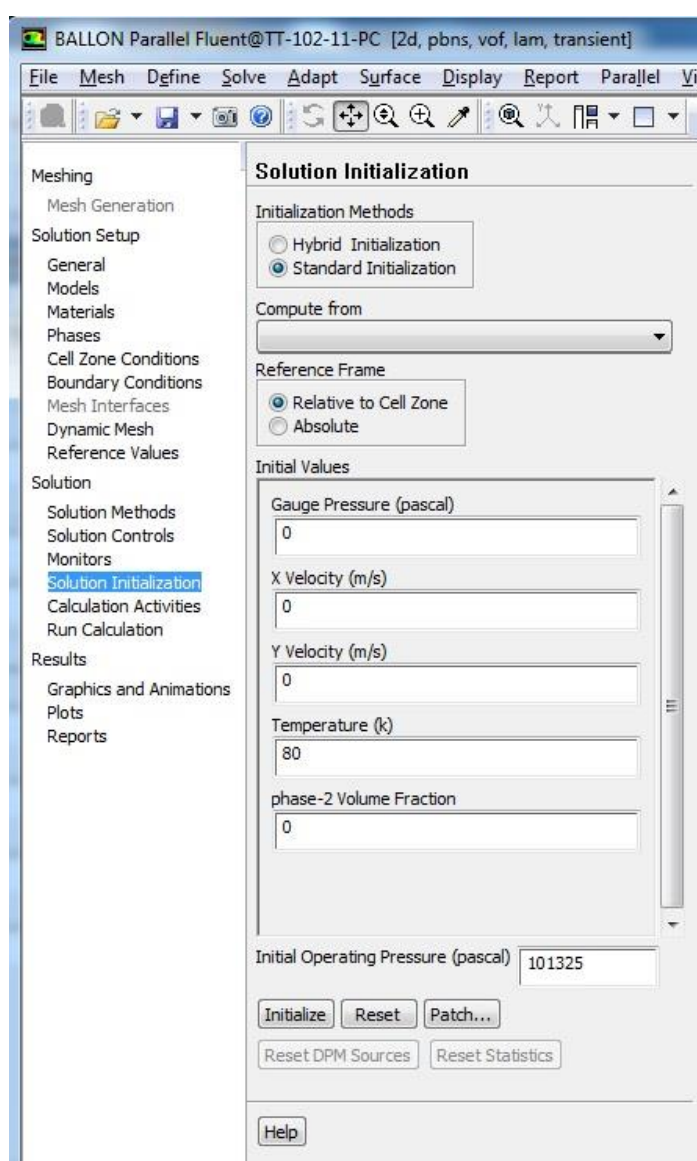 BALLON Parallel Fluent@TT-102-11-PC [2d, pbns, vof, lam, transient]
File Mesh Define Solve Adapt Surface Display Report Parallel Vi
Meshing
Mesh Generation
Solution Setup
General
Models
Materials
Phases
Cell Zone Conditions
Boundary Conditions
Mesh Interfaces
Dynamic Mesh
Reference Values
Solution
Solution Methods
Solution Controls
Monitors
Solution Initialization
Calculation Activities
Run Calculation
Results
Graphics and Animations
Plots
Reports
Solution Initialization
Initialization Methods
Hybrid Initialization
Standard Initialization
Compute from
Reference Frame
Relative to Cell Zone
Absolute
Initial Values
Gauge Pressure (pascal)
0
X Velocity (m/s)
0
Y Velocity (m/s)
0
Temperature (k)
80
phase-2 Volume Fraction
0
Initial Operating Pressure (pascal) 101325
Initialize Reset Patch...
Reset DPM Sources Reset Statistics
Help